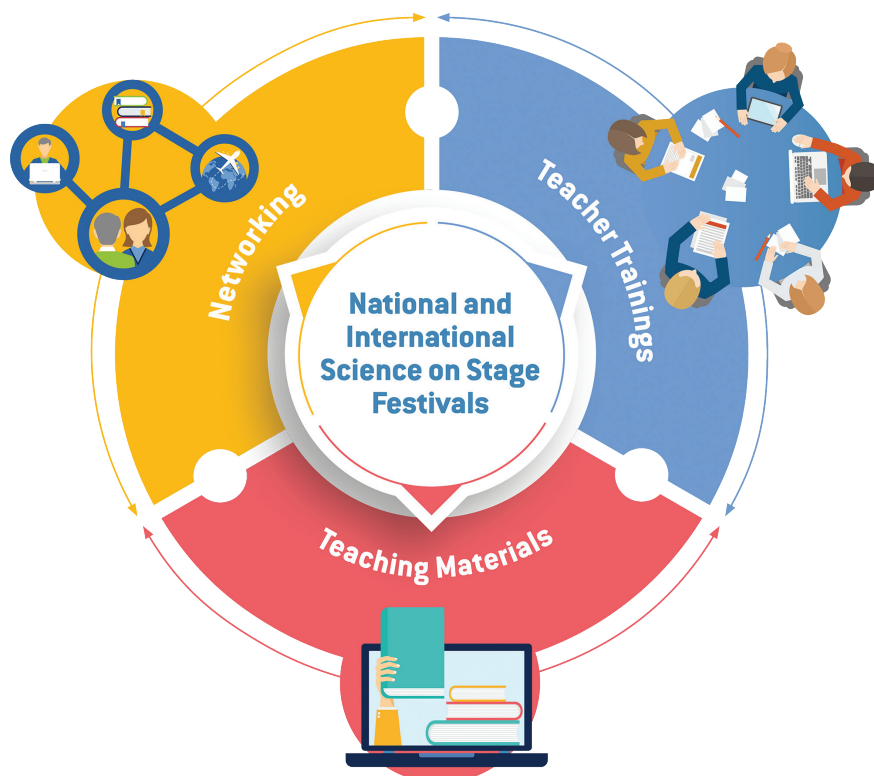 Networking
Teacher Trainings
National and
International
Science on Stage
Festivals
Teaching Materials